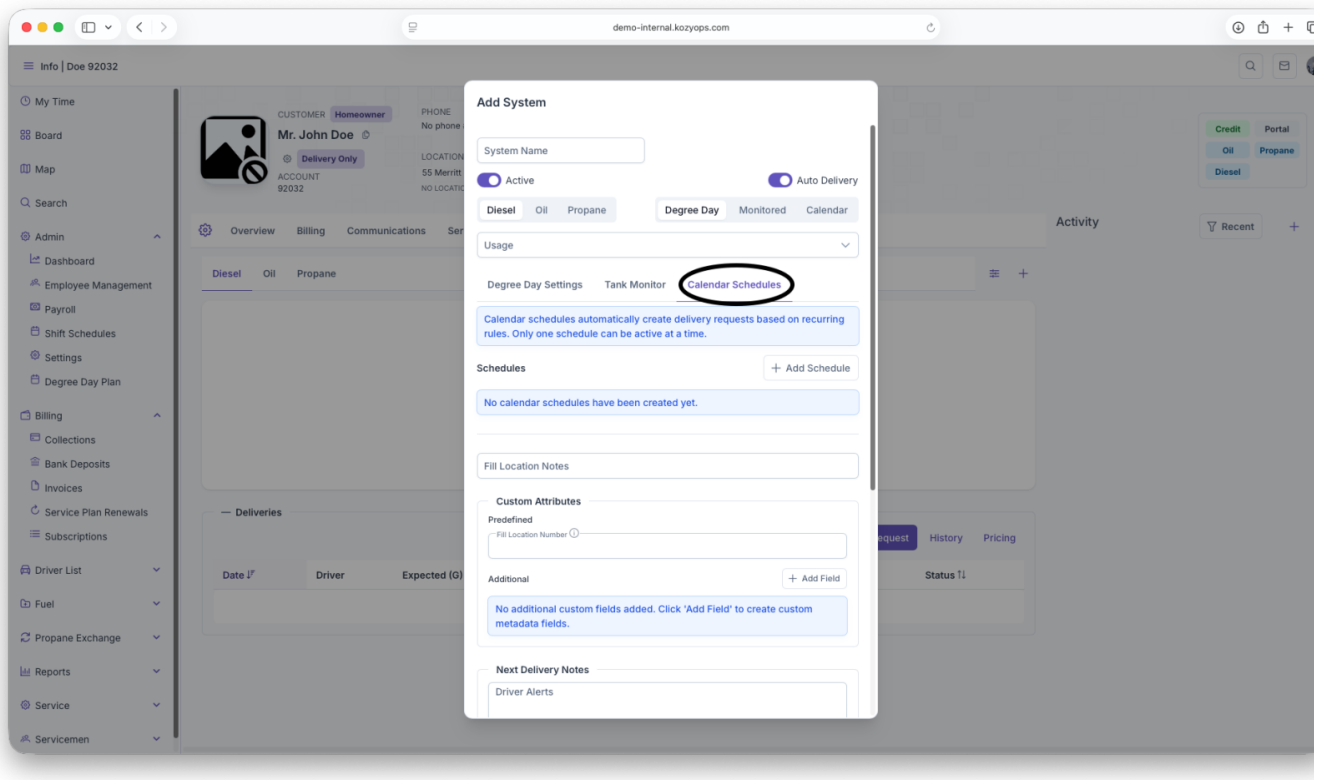 demo-internal.kozyops.com
Info | Doe 92032
My Time
Board
Map
Search
Admin
Dashboard
Employee Management
Payroll
Shift Schedules
Settings
Degree Day Plan
Billing
Collections
Bank Deposits
Invoices
Service Plan Renewals
Subscriptions
Driver List
Fuel
Propane Exchange
Reports
Service
Servicemen
CUSTOMER Homeowner
Mr. John Doe
Delivery Only
ACCOUNT
92032
PHONE
No phone
LOCATION
55 Merritt
NO LOCATIO
Credit Portal
Oil Propane
Diesel
Overview Billing Communications Ser
Activity
Recent
Diesel Oil Propane
Deliveries
equest History Pricing
Date Driver Expected (G) Status
Add System
System Name
Active Auto Delivery
Diesel Oil Propane Degree Day Monitored Calendar
Usage
Degree Day Settings Tank Monitor Calendar Schedules
Calendar schedules automatically create delivery requests based on recurring
rules. Only one schedule can be active at a time.
Schedules + Add Schedule
No calendar schedules have been created yet.
Fill Location Notes
Custom Attributes
Predefined
Fill Location Number
Additional + Add Field
No additional custom fields added. Click 'Add Field' to create custom
metadata fields.
Next Delivery Notes
Driver Alerts